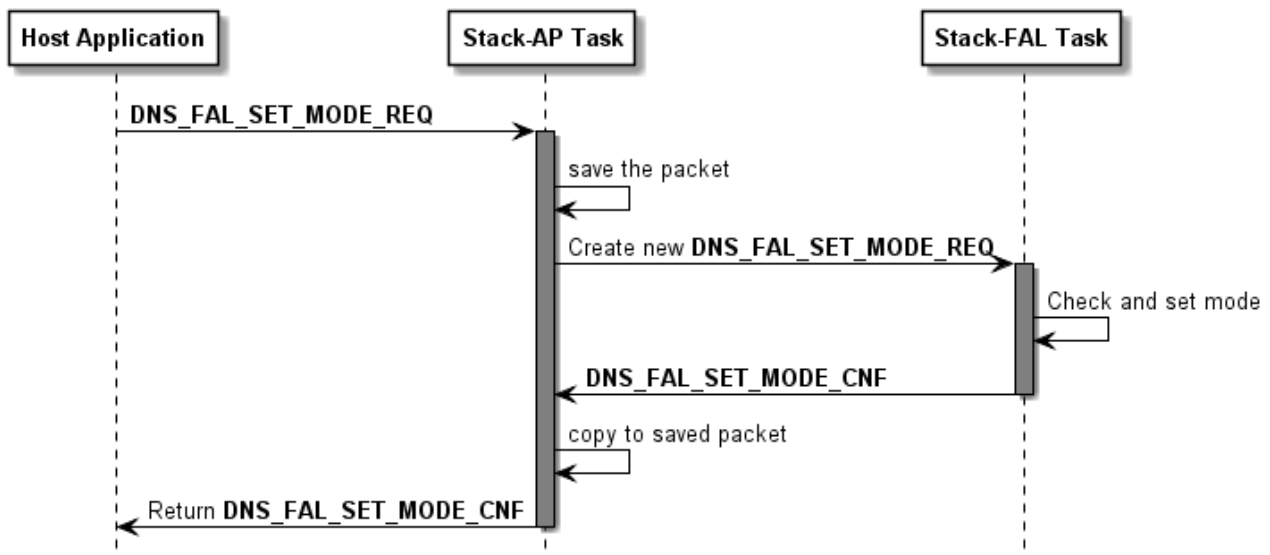 Host Application
Stack-AP Task
Stack-FAL Task
DNS_FAL_SET_MODE_REQ
save the packet
Create new DNS_FAL_SET_MODE_REQ
Check and set mode
DNS_FAL_SET_MODE_CNF
copy to saved packet
Return DNS_FAL_SET_MODE_CNF